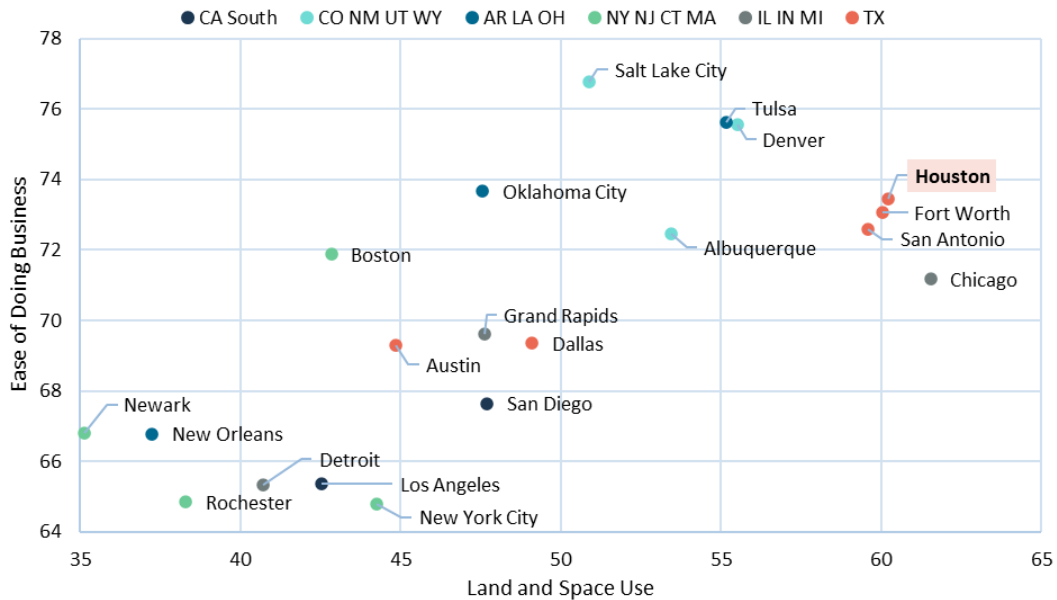 CA South CO NM UT WY AR LA OH NY NJ CT MA IL IN MI TX
78
76
74
72
70
68
66
64
Ease of Doing Business
Salt Lake City
Tulsa
Denver
Houston
Oklahoma City
Fort Worth
San Antonio
Albuquerque
Boston
Chicago
Grand Rapids
Dallas
Austin
San Diego
Newark
New Orleans
Detroit
Los Angeles
Rochester
New York City
35 40 45 50 55 60 65
Land and Space Use